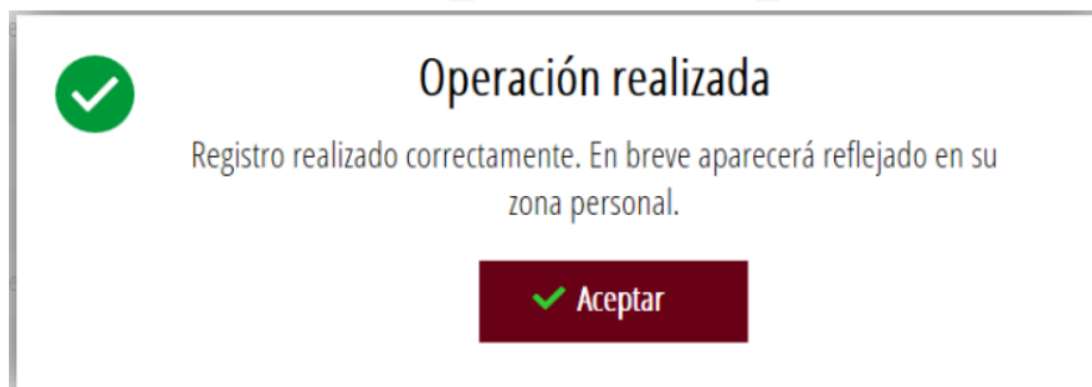 Operación realizada
Registro realizado correctamente. En breve aparecerá reflejado en su
zona personal.
Aceptar